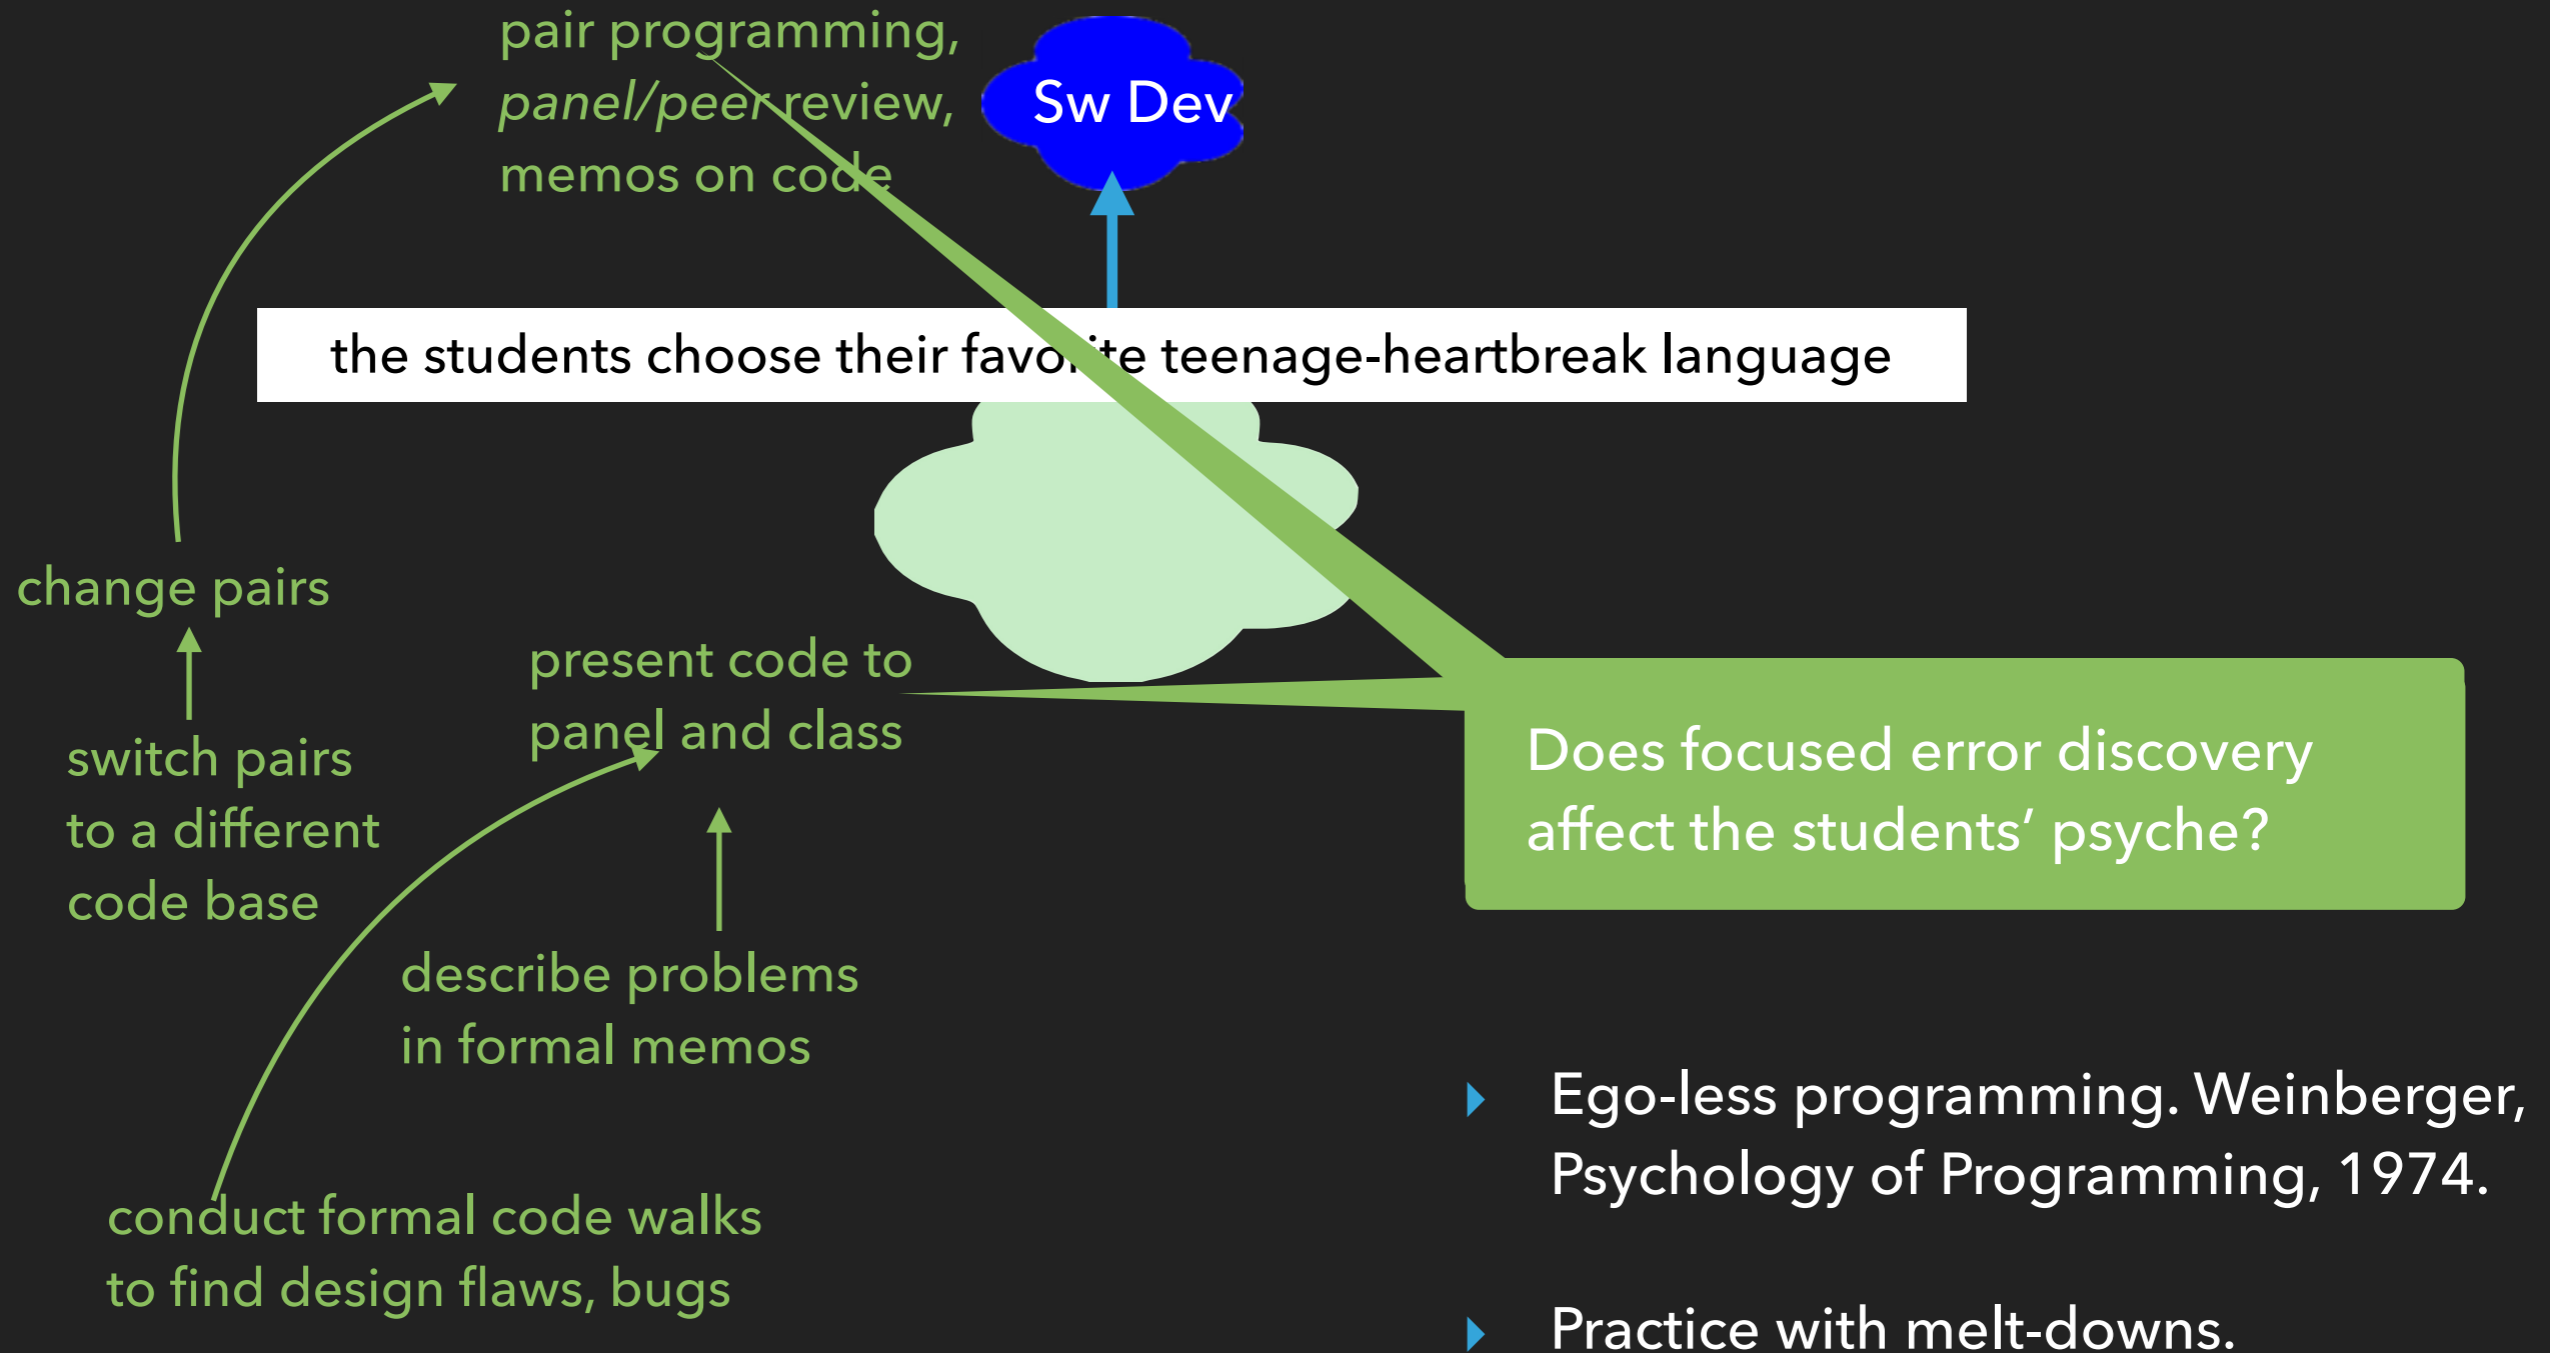 pair programming,
panel/peer review,
memos on code
Sw Dev
the students choose their favorite teenage-heartbreak language
change pairs
switch pairs
to a different
code base
present code to
panel and class
describe problems
in formal memos
conduct formal code walks
to find design flaws, bugs
Does focused error discovery
affect the students’ psyche?
Ego-less programming. Weinberger,
Psychology of Programming, 1974.
Practice with melt-downs.